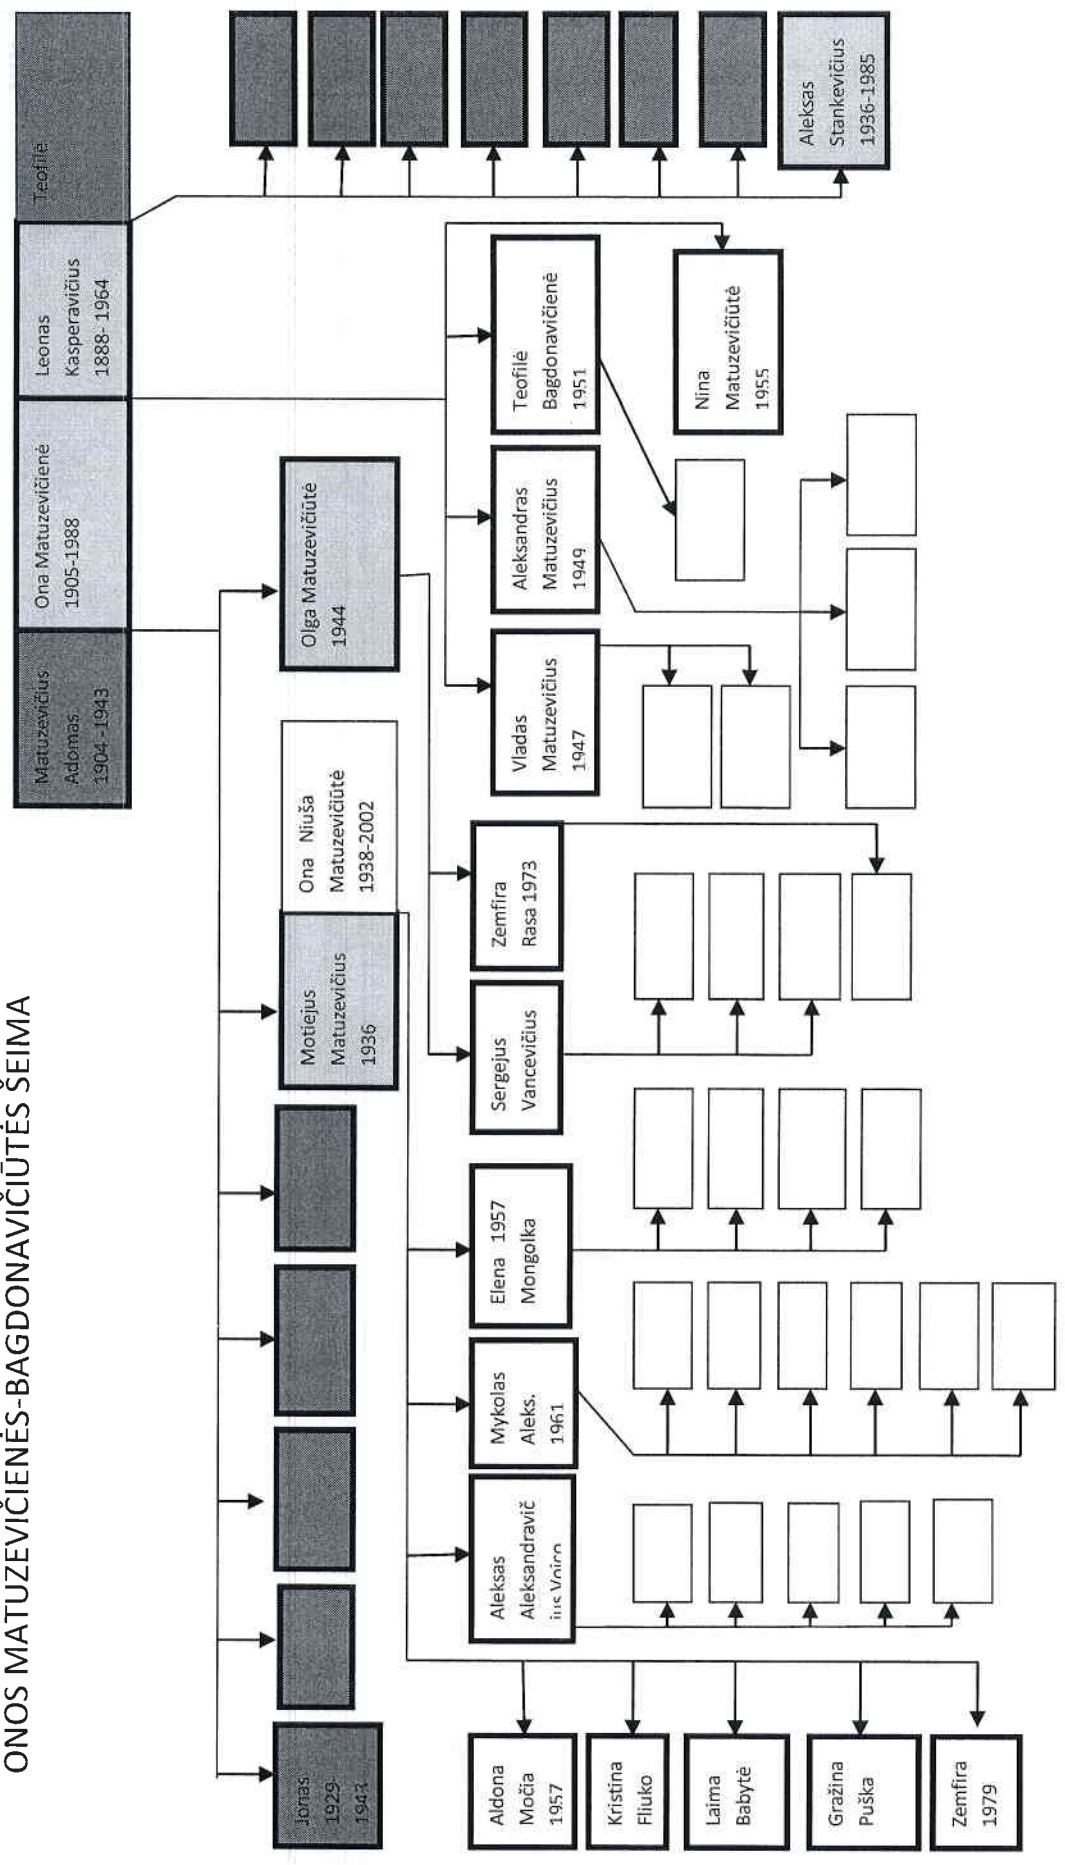 ONOS MATUZEVIČIENĖS-BAGDONAVIČIŪTĖS ŠEIMA
Matuzevičius
Adomas
1904-1943
Ona Matuzevičienė
1905-1988
Leonas
Kasperavičius
1888- 1964
Teofilė
Jonas
1929-
1943
Motiejus
Matuzevičius
1936
Ona Niuša
Matuzevičiūtė
1938-2002
Olga Matuzevičiūtė
1944
Aleksas
Stankevičius
1936-1985
Aldona
Močia
1957
Kristina
Fliuko
Laima
Babytė
Gražina
Puška
Zemfira
1979
Aleksas
Aleksandravič
ius
Mykolas
Aleks.
1961
Elena 1957
Mongolka
Sergejus
Vancevičius
Zemfira
Rasa 1973
Vladas
Matuzevičius
1947
Aleksandras
Matuzevičius
1949
Teofilė
Bagdonavičienė
1951
Nina
Matuzevičiūtė
1955